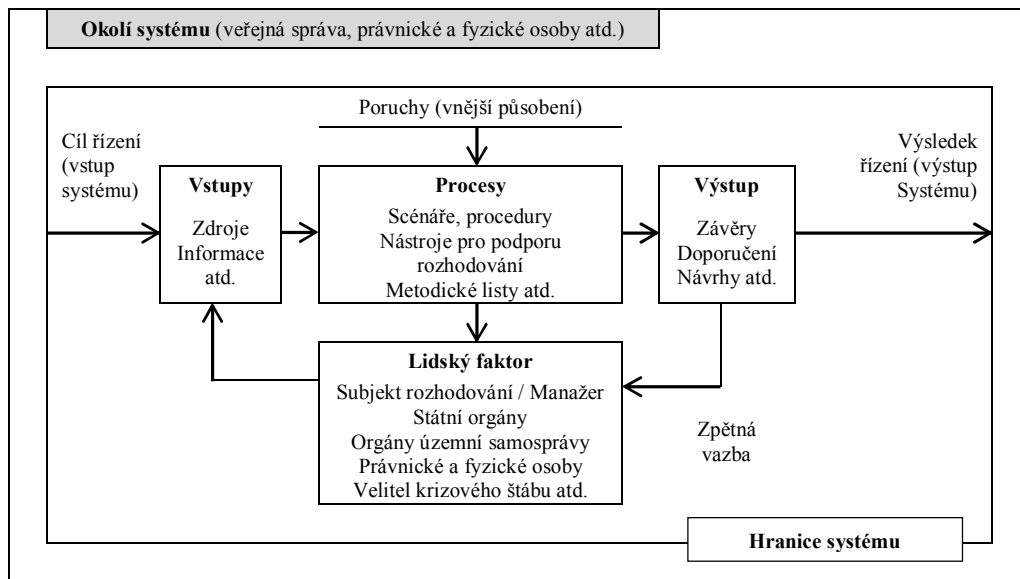 Okolí systému (veřejná správa, právnické a fyzické osoby atd.)
Poruchy (vnější působení)
Cíl řízení
(vstup
systému)
Vstupy
Zdroje
Informace
atd.
Procesy
Scénáře, procedury
Nástroje pro podporu
rozhodování
Metodické listy atd.
Výstup
Závěry
Doporučení
Návrhy atd.
Výsledek
řízení (výstup
Systému)
Lidský faktor
Subjekt rozhodování / Manažer
Státní orgány
Orgány územní samosprávy
Právnické a fyzické osoby
Velitel krizového štábu atd.
Zpětná
vazba
Hranice systému